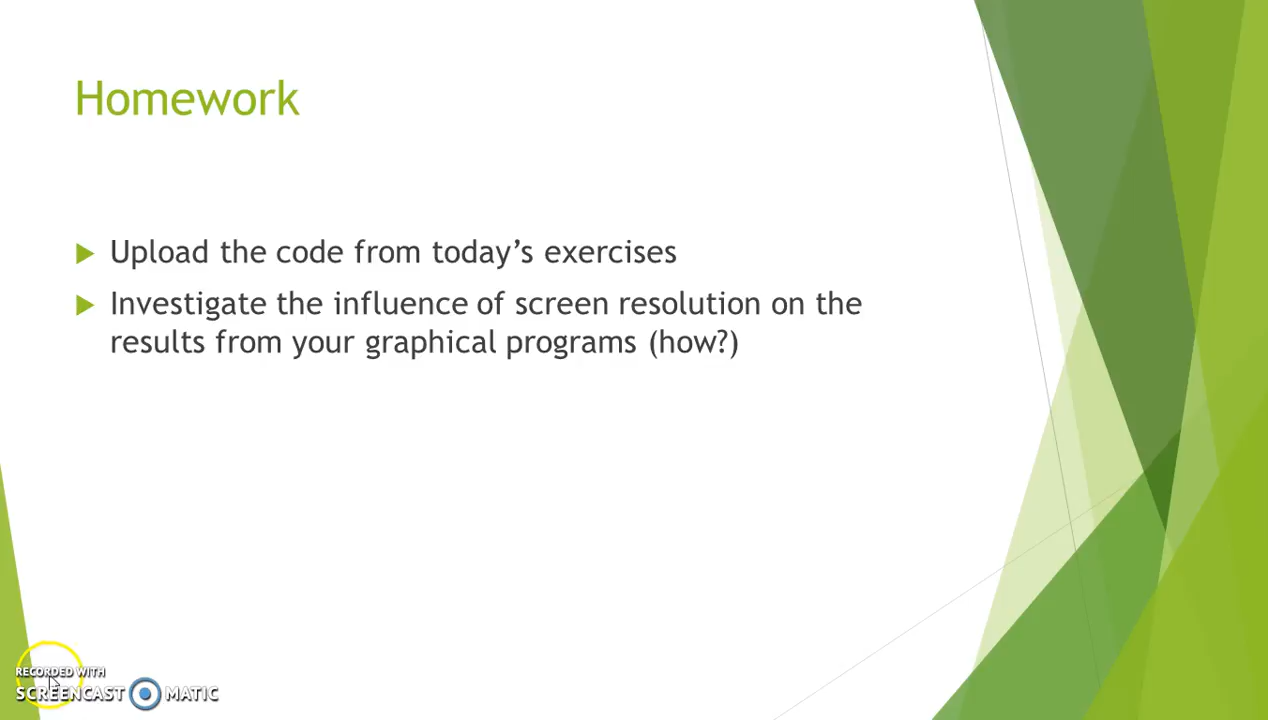 Homework
Upload the code from today’s exercises
Investigate the influence of screen resolution on the
results from your graphical programs (how?)
RECORDED WITH
SCREENCAST MATIC